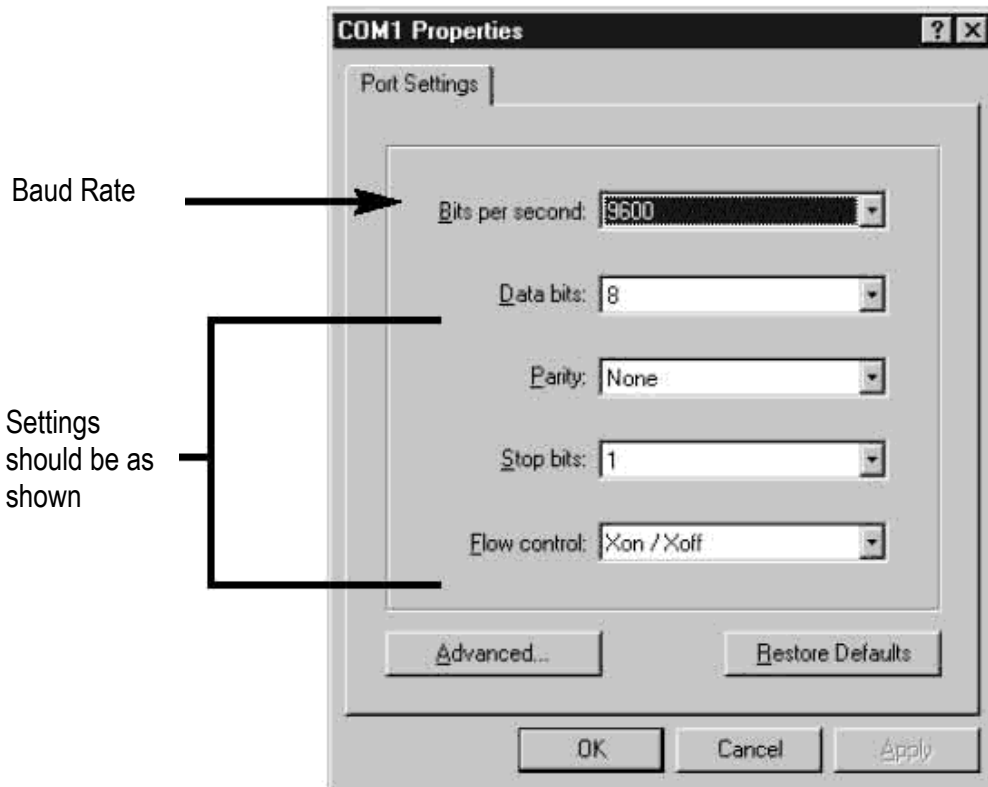 COM1 Properties
? X
Port Settings
Baud Rate
Bits per second: 9600
Data bits: 8
Parity: None
Settings
should be as
shown
Stop bits: 1
Flow control: Xon / Xoff
Advanced...
Restore Defaults
OK
Cancel
Apply